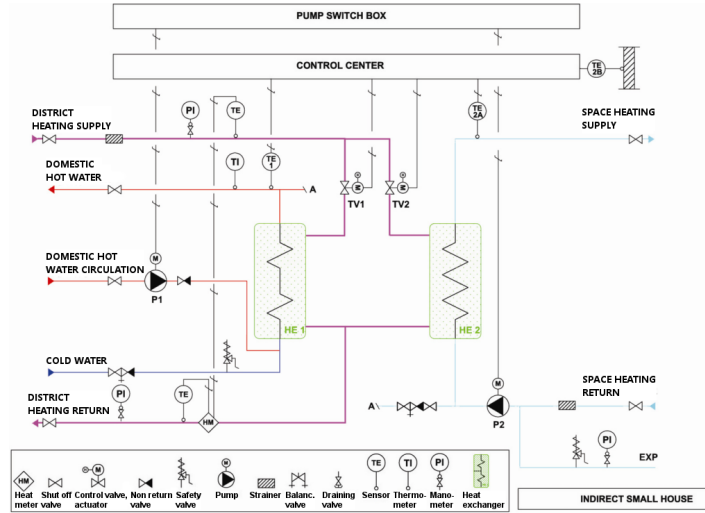 PUMP SWITCH BOX
CONTROL CENTER
TE
2B
DISTRICT
HEATING SUPPLY
PI
TE
TE
2A
SPACE HEATING
SUPPLY
DOMESTIC
HOT WATER
TI
TE
1
A
M
M
TV1
TV2
DOMESTIC HOT
WATER CIRCULATION
M
P1
HE 1
HE 2
COLD WATER
DISTRICT
HEATING RETURN
PI
TE
HM
A
M
P2
SPACE HEATING
RETURN
PI
EXP
HM
M
M
TE
TI
PI
Heat
meter
Shut off
valve
Control valve,
actuator
Non return
valve
Safety
valve
Pump
Strainer
Balanc.
valve
Draining
valve
Sensor
Thermo-
meter
Mano-
meter
Heat
exchanger
INDIRECT SMALL HOUSE